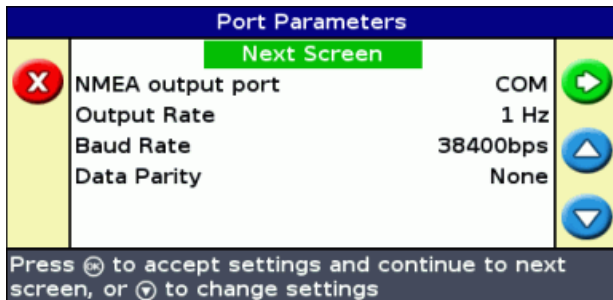 Port Parameters
Next Screen
NMEA output port COM
Output Rate 1 Hz
Baud Rate 38400bps
Data Parity None
Press OK to accept settings and continue to next
screen, or to change settings